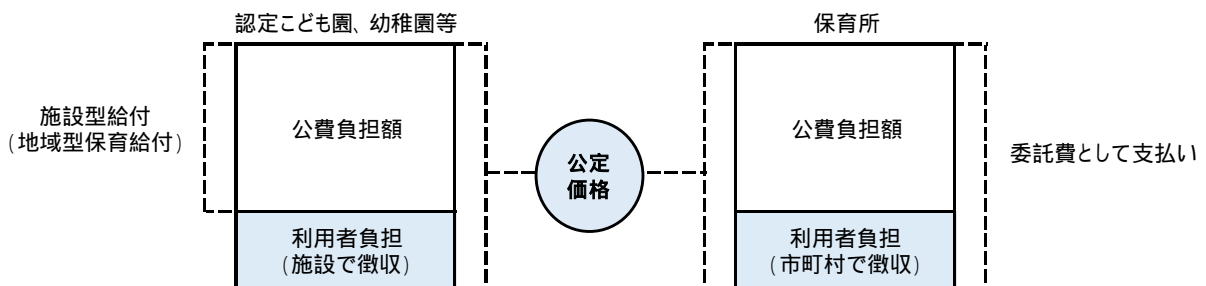 認定こども園、幼稚園等
施設型給付
(地域型保育給付)
公費負担額
利用者負担
(施設で徴収)
公定
価格
保育所
公費負担額
利用者負担
(市町村で徴収)
委託費として支払い